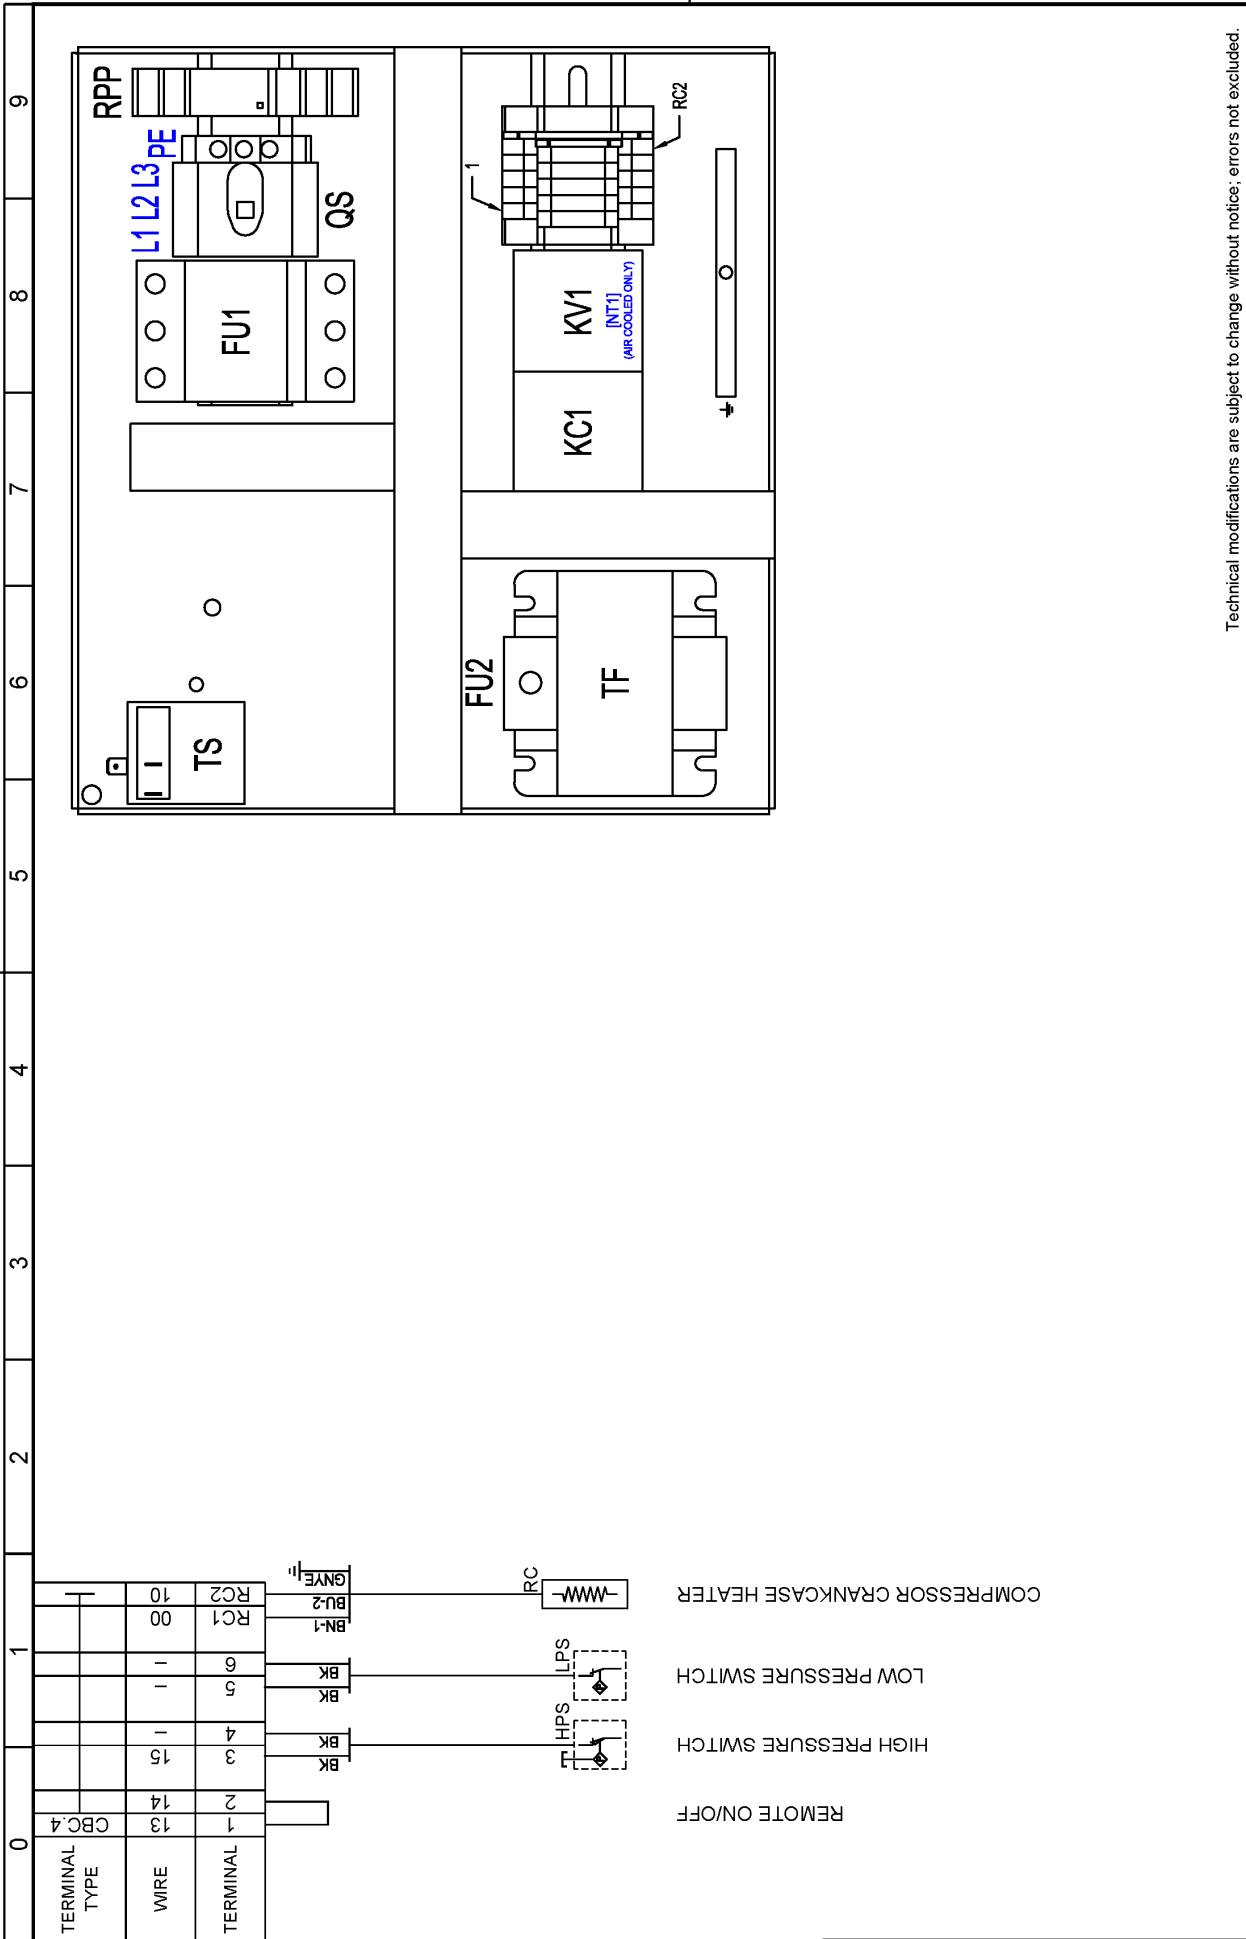 0
1
2
3
4
5
6
7
8
9
RPP
L1 L2 L3 PE
QS
FU1
TS
1
RC2
KV1
[NT1]
(AIR COOLED ONLY)
KC1
FU2
TF
TERMINAL TYPE
CBC.4
WIRE
13
14
15
–
–
–
00
10
TERMINAL
1
2
3
4
5
6
RC1
RC2
BK
BK
BK
BK
BN-1
BU-2
GNYE
HPS
LPS
RC
REMOTE ON/OFF
HIGH PRESSURE SWITCH
LOW PRESSURE SWITCH
COMPRESSOR CRANKCASE HEATER
Technical modifications are subject to change without notice; errors not excluded.